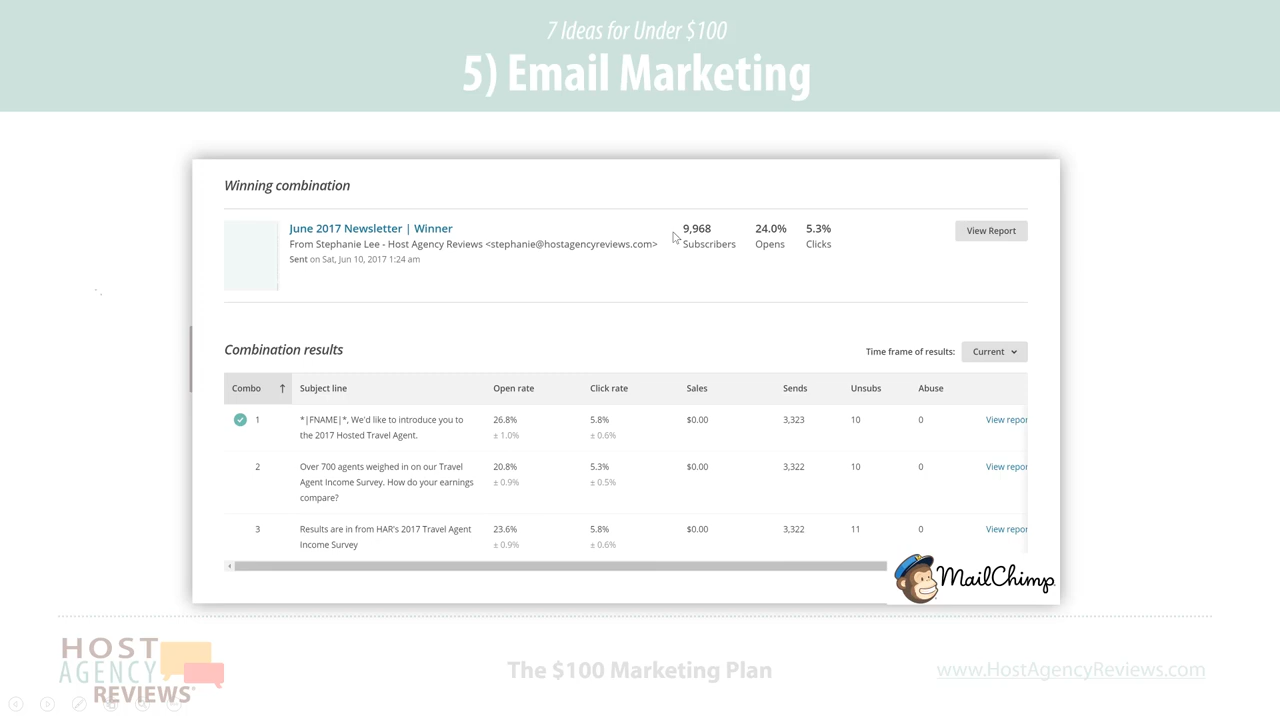 7 Ideas for Under $100
5) Email Marketing
Winning combination
June 2017 Newsletter | Winner
From Stephanie Lee - Host Agency Reviews <stephanie@hostagencyreviews.com>
Sent on Sat, Jun 10, 2017 1:24 am
9,968 24.0% 5.3%
Subscribers Opens Clicks
View Report
Combination results
Time frame of results: Current
Combo Subject line Open rate Click rate Sales Sends Unsubs Abuse
1 *|FNAME|*, We'd like to introduce you to 26.8% 5.8% $0.00 3,323 10 0 View repor
the 2017 Hosted Travel Agent. ± 1.0% ± 0.6%
2 Over 700 agents weighed in on our Travel 20.8% 5.3% $0.00 3,322 10 0 View repor
Agent Income Survey. How do your earnings ± 0.9% ± 0.5%
compare?
3 Results are in from HAR's 2017 Travel Agent 23.6% 5.8% $0.00 3,322 11 0 View repor
Income Survey ± 0.9% ± 0.6%
MailChimp
HOST
AGENCY
REVIEWS
The $100 Marketing Plan
www.HostAgencyReviews.com